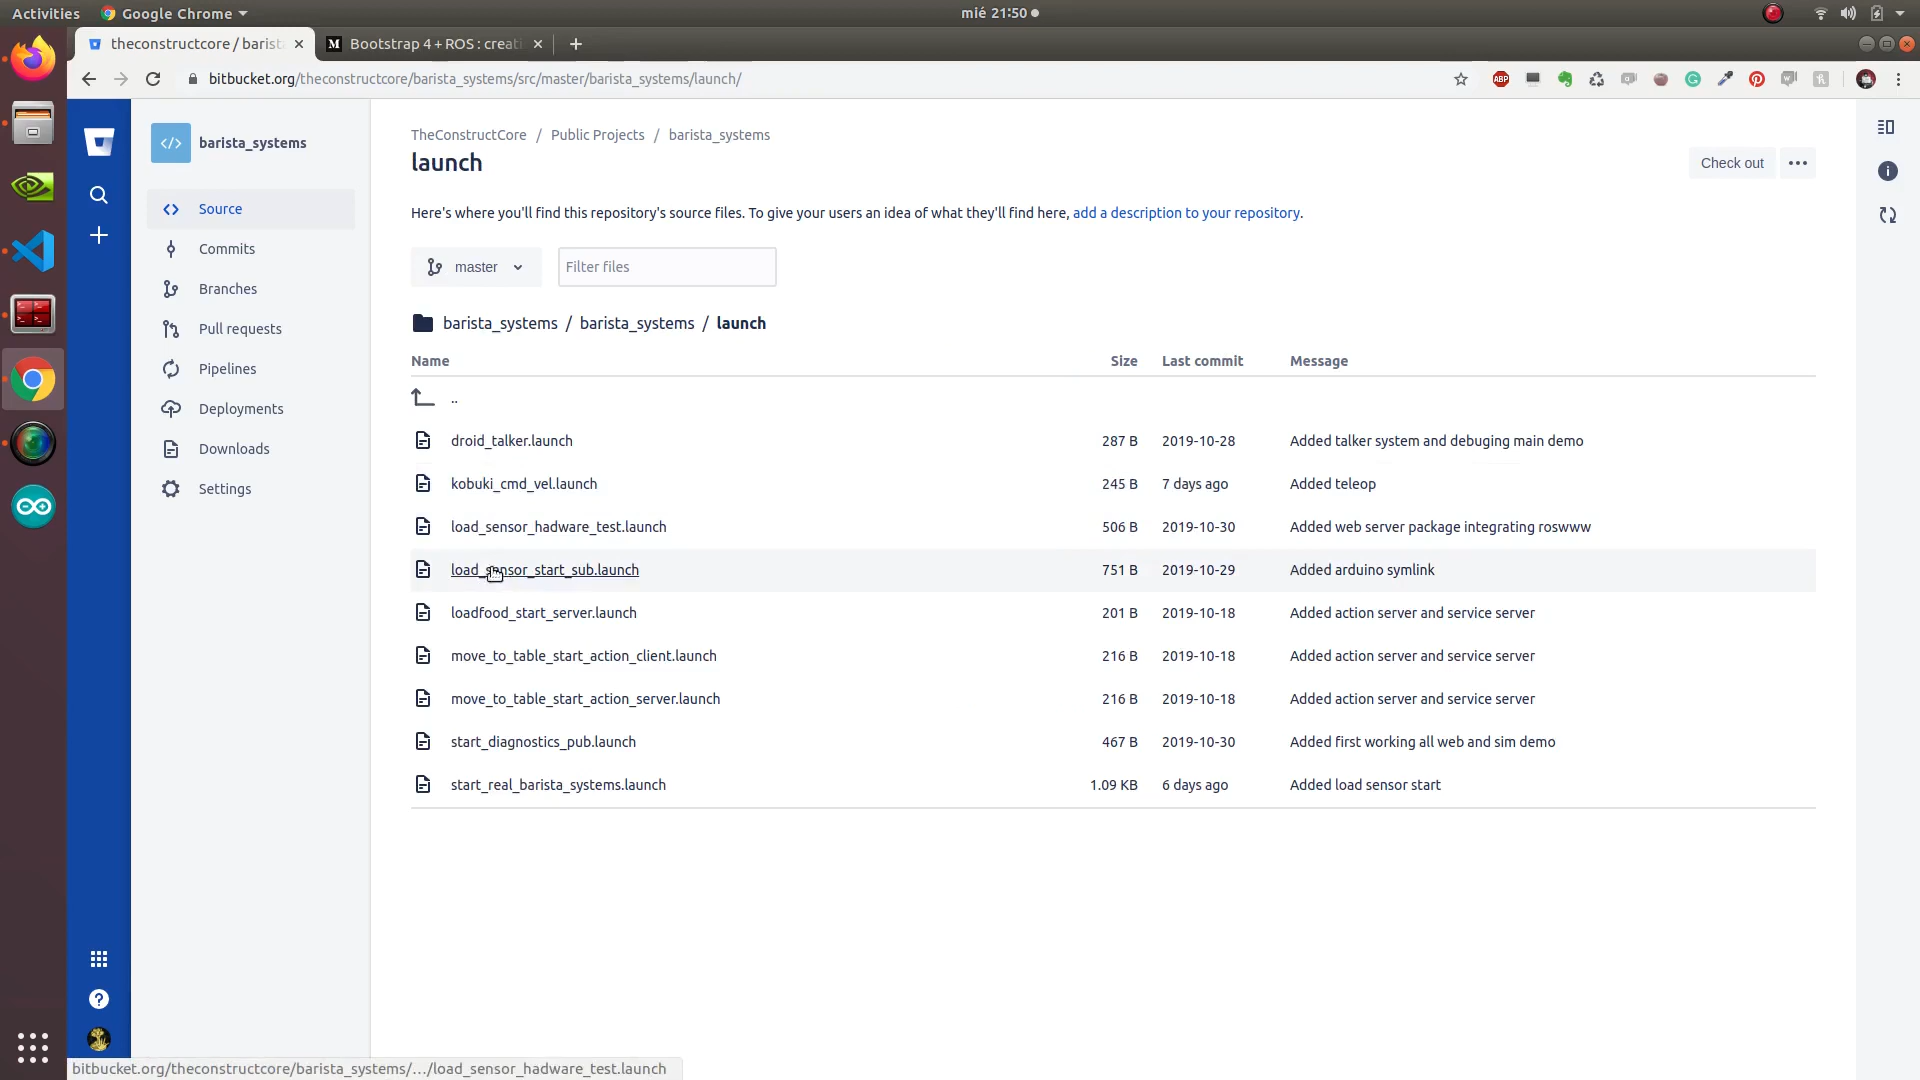 Activities
Google Chrome
mié 21:50
theconstructcore / barist
Bootstrap 4 + ROS : creati
bitbucket.org/theconstructcore/barista_systems/src/master/barista_systems/launch/
ABP
barista_systems
Source
Commits
Branches
Pull requests
Pipelines
Deployments
Downloads
Settings
TheConstructCore / Public Projects / barista_systems
launch
Check out
Here's where you'll find this repository's source files. To give your users an idea of what they'll find here, add a description to your repository.
master
Filter files
barista_systems / barista_systems / launch
Name Size Last commit Message
..
droid_talker.launch 287 B 2019-10-28 Added talker system and debuging main demo
kobuki_cmd_vel.launch 245 B 7 days ago Added teleop
load_sensor_hadware_test.launch 506 B 2019-10-30 Added web server package integrating roswww
load_sensor_start_sub.launch 751 B 2019-10-29 Added arduino symlink
loadfood_start_server.launch 201 B 2019-10-18 Added action server and service server
move_to_table_start_action_client.launch 216 B 2019-10-18 Added action server and service server
move_to_table_start_action_server.launch 216 B 2019-10-18 Added action server and service server
start_diagnostics_pub.launch 467 B 2019-10-30 Added first working all web and sim demo
start_real_barista_systems.launch 1.09 KB 6 days ago Added load sensor start
bitbucket.org/theconstructcore/barista_systems/.../load_sensor_hadware_test.launch